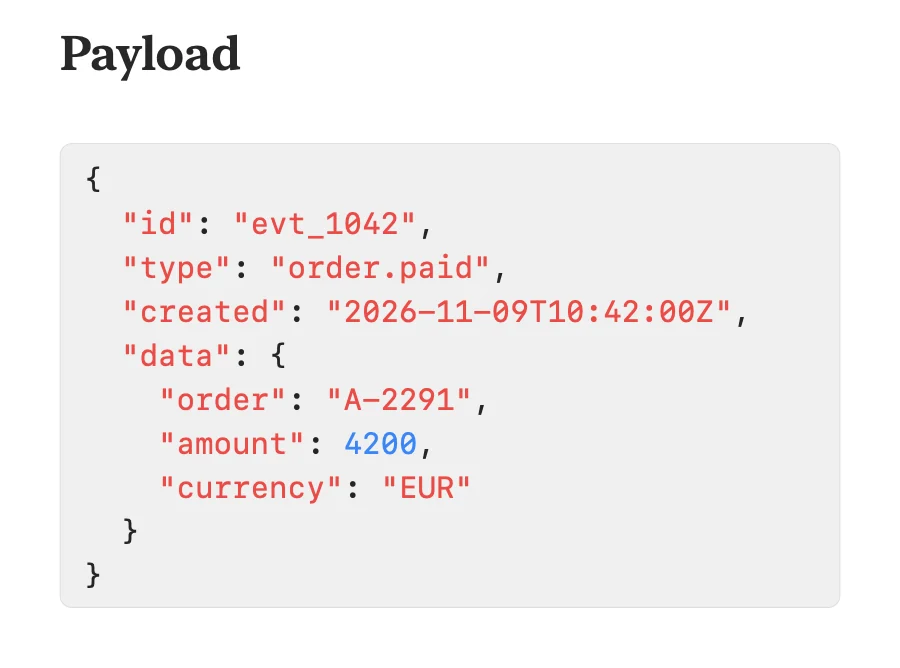 Payload
{
  "id": "evt_1042",
  "type": "order.paid",
  "created": "2026-11-09T10:42:00Z",
  "data": {
    "order": "A-2291",
    "amount": 4200,
    "currency": "EUR"
  }
}